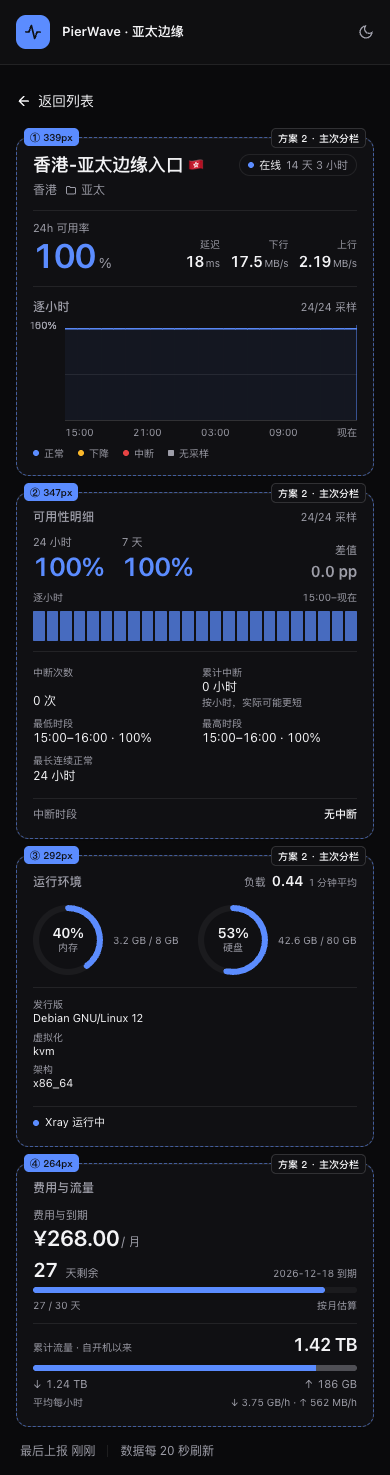 PierWave · 亚太边缘
返回列表
① 339px
方案 2 · 主次分栏
香港-亚太边缘入口
在线 14 天 3 小时
香港 亚太
24h 可用率
100 %
延迟 下行 上行
18 ms 17.5 MB/s 2.19 MB/s
逐小时 24/24 采样
15:00 21:00 03:00 09:00 现在
正常 下降 中断 无采样
② 347px
方案 2 · 主次分栏
可用性明细 24/24 采样
24 小时 7 天 差值
100% 100% 0.0 pp
逐小时 15:00–现在
中断次数 累计中断
0 次 0 小时
按小时，实际可能更短
最低时段 最高时段
15:00–16:00 · 100% 15:00–16:00 · 100%
最长连续正常
24 小时
中断时段 无中断
③ 292px
方案 2 · 主次分栏
运行环境 负载 0.44 1 分钟平均
40% 内存 3.2 GB / 8 GB 53% 硬盘 42.6 GB / 80 GB
发行版
Debian GNU/Linux 12
虚拟化
kvm
架构
x86_64
Xray 运行中
④ 264px
方案 2 · 主次分栏
费用与流量
费用与到期
¥268.00 / 月
27 天剩余 2026-12-18 到期
27 / 30 天 按月估算
累计流量 · 自开机以来 1.42 TB
↓ 1.24 TB ↑ 186 GB
平均每小时 ↓ 3.75 GB/h · ↑ 562 MB/h
最后上报 刚刚 数据每 20 秒刷新